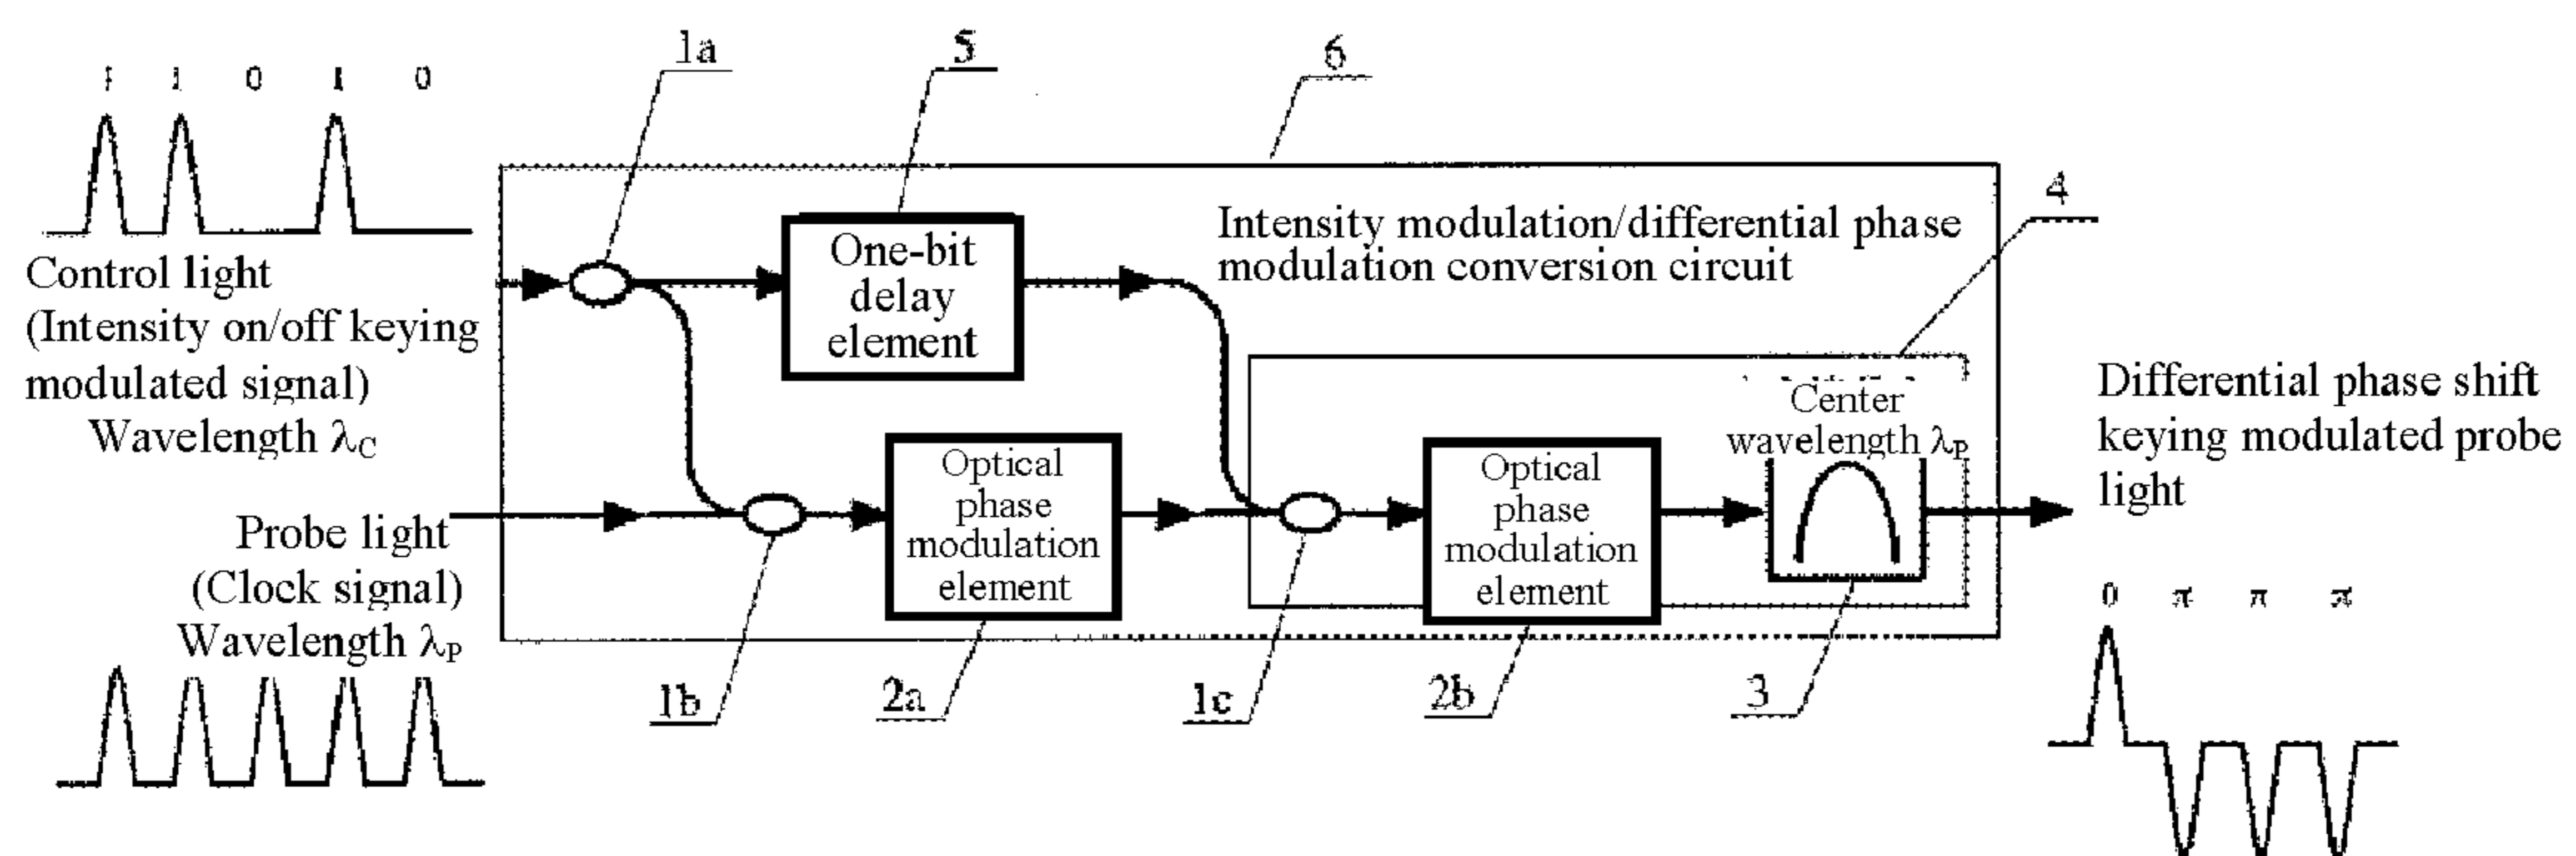 1a
5
6
1 1 0 1 0
4
Intensity modulation/differential phase
modulation conversion circuit
One-bit
delay
element
Control light
(Intensity on/off keying
modulated signal)
Wavelength λC
Center
wavelength λP
Differential phase shift
keying modulated probe
light
Optical
phase
modulation
element
Optical
phase
modulation
element
Probe light
(Clock signal)
Wavelength λP
0 π π π
1b
2a
1c
2b
3